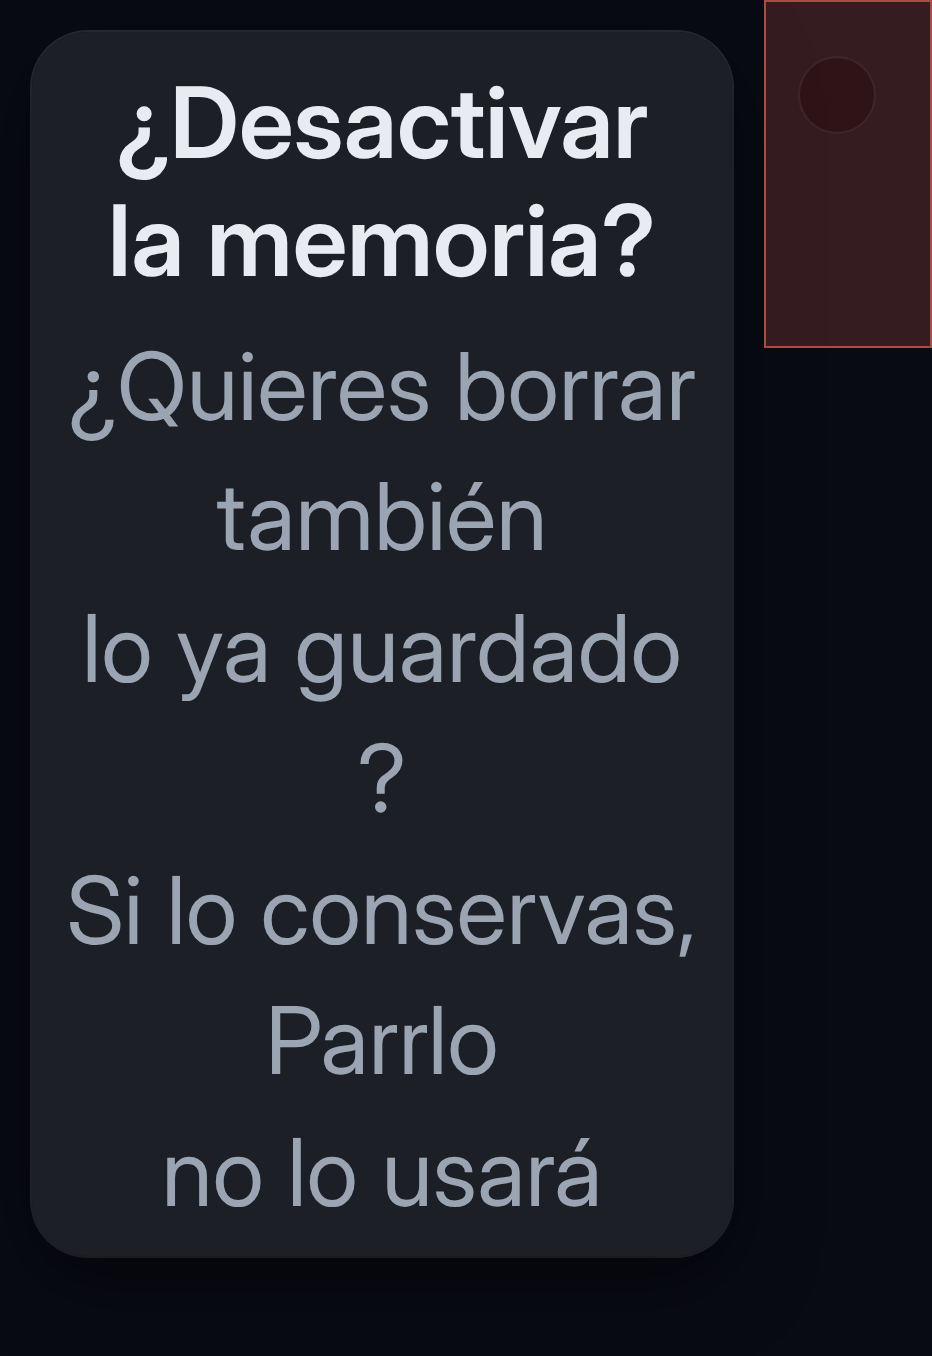 ¿Desactivar
la memoria?
¿Quieres borrar
también
lo ya guardado
?
Si lo conservas,
Parrlo
no lo usará